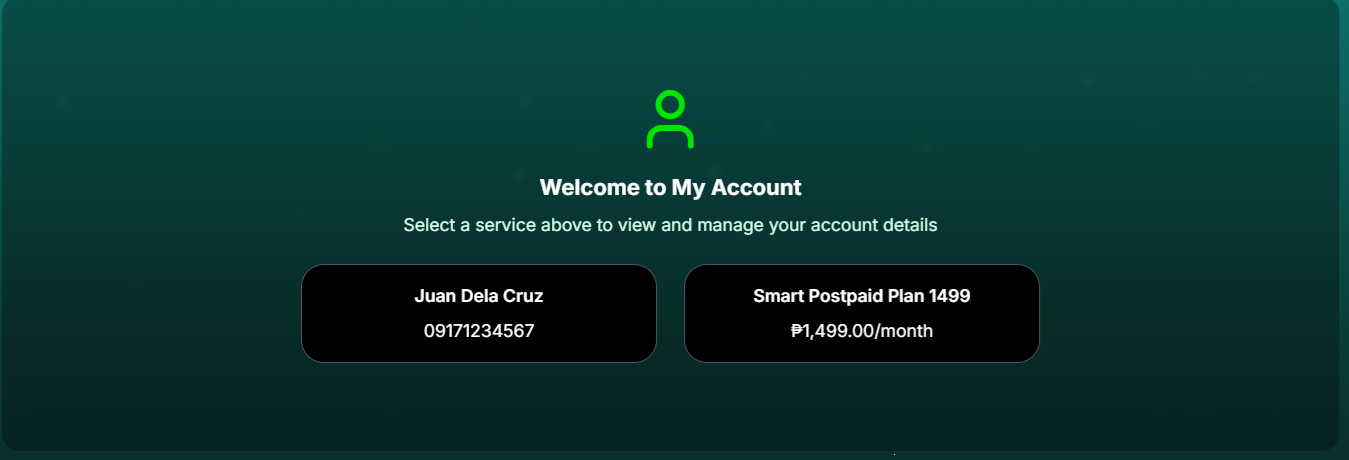 Welcome to My Account
Select a service above to view and manage your account details
Juan Dela Cruz
09171234567
Smart Postpaid Plan 1499
₱1,499.00/month